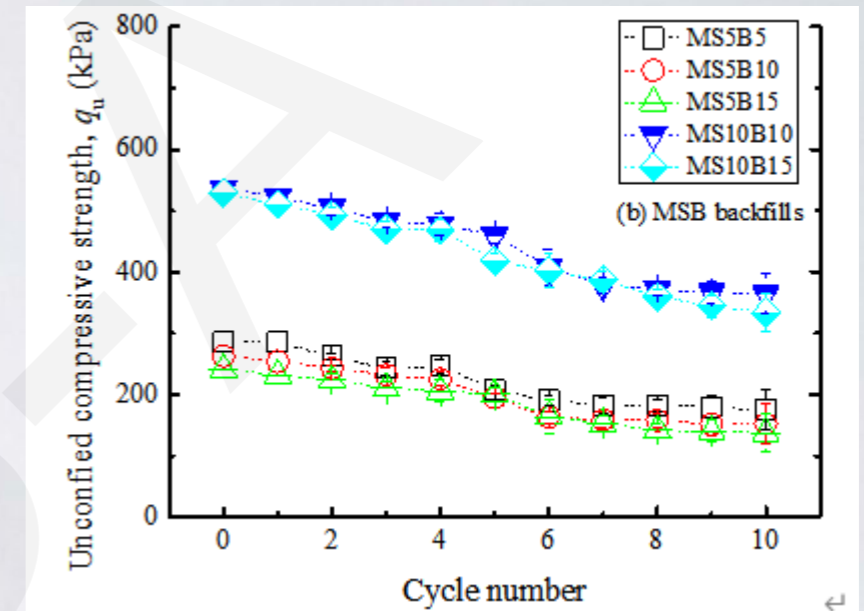 800
600
400
200
0
Unconfined compressive strength, qu (kPa)
MS5B5
MS5B10
MS5B15
MS10B10
MS10B15
(b) MSB backfills
0 2 4 6 8 10
Cycle number